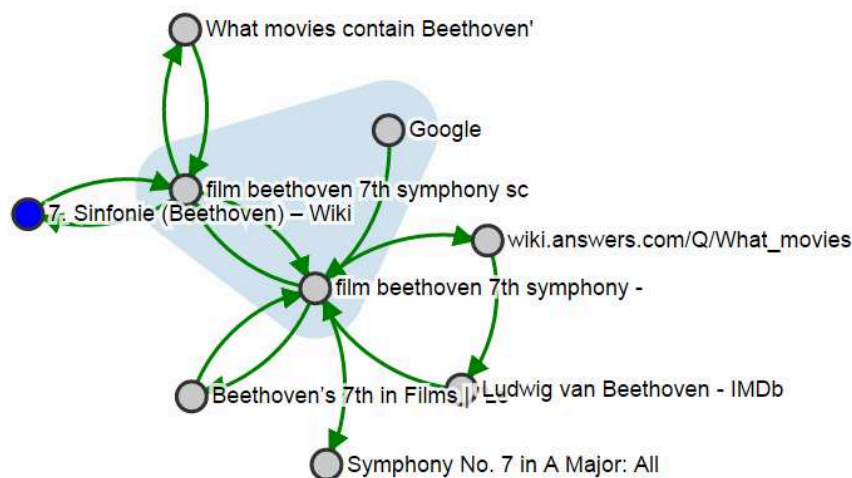 What movies contain Beethoven'
Google
film beethoven 7th symphony sc
7. Sinfonie (Beethoven) – Wiki
wiki.answers.com/Q/What_movies
film beethoven 7th symphony -
Ludwig van Beethoven - IMDb
Beethoven's 7th in Films |
Symphony No. 7 in A Major: All